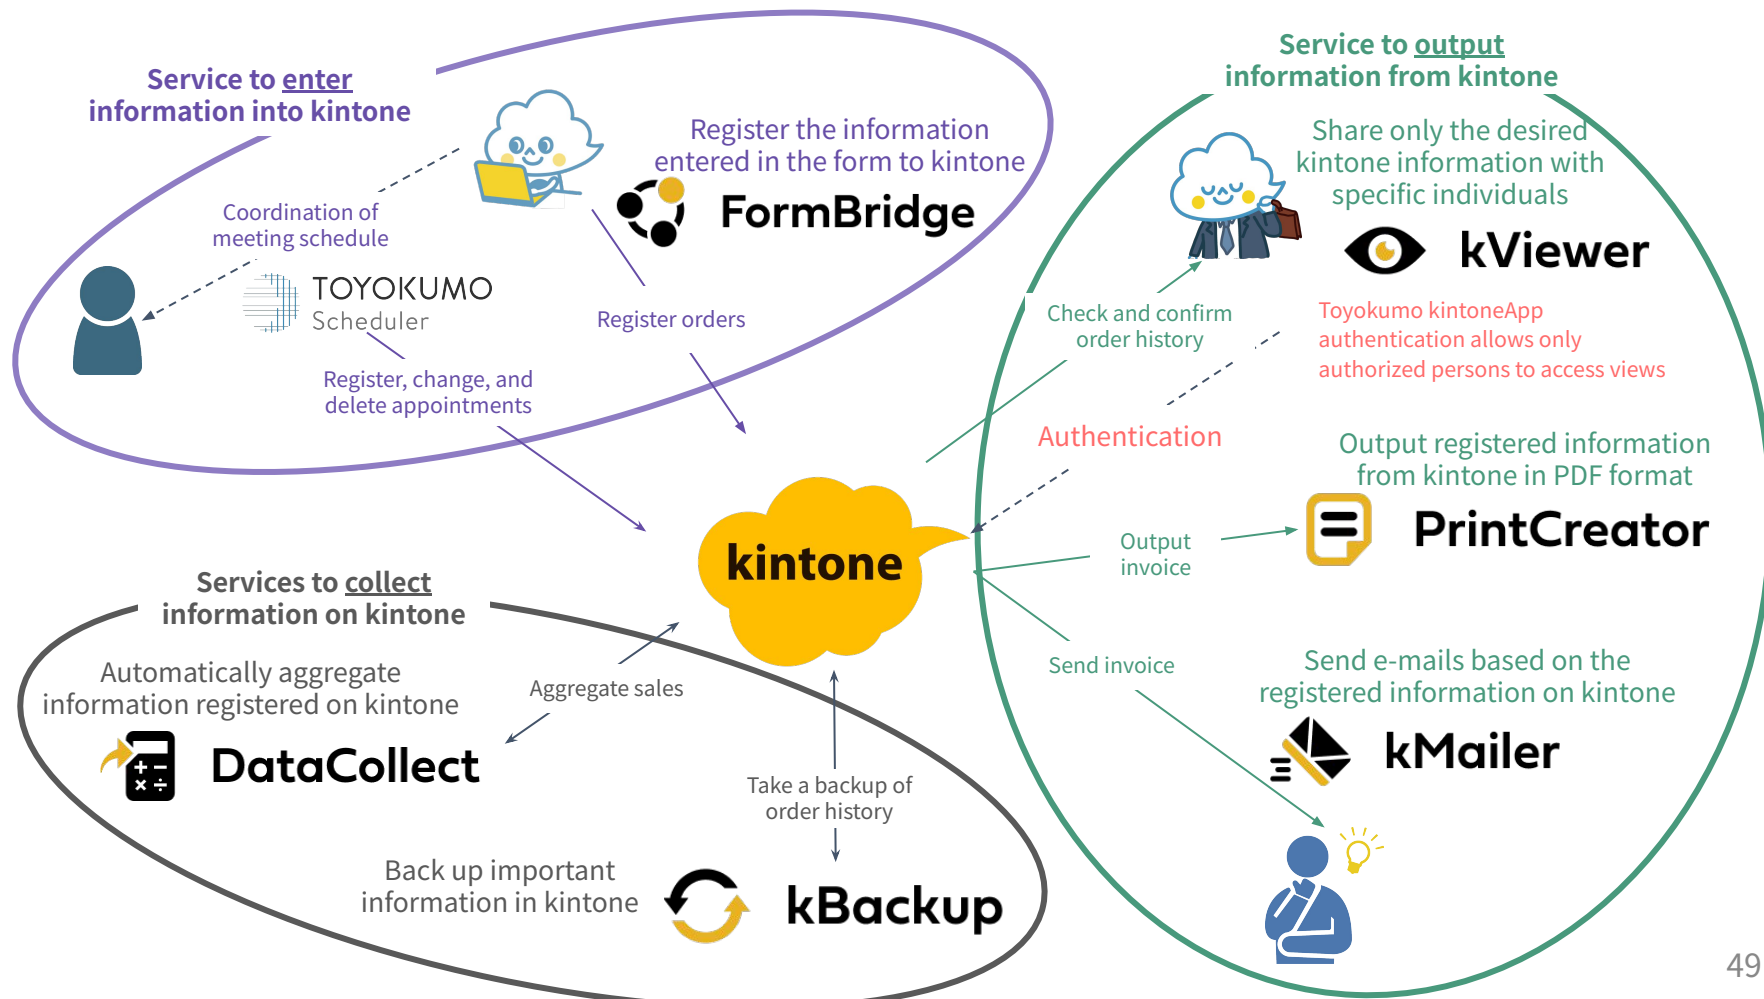 Service to enter
information into kintone
Register the information
entered in the form to kintone
FormBridge
Coordination of
meeting schedule
TOYOKUMO
Scheduler
Register orders
Register, change, and
delete appointments
Service to output
information from kintone
Share only the desired
kintone information with
specific individuals
kViewer
Check and confirm
order history
Toyokumo kintoneApp
authentication allows only
authorized persons to access views
Authentication
Output registered information
from kintone in PDF format
PrintCreator
Output
invoice
Send invoice
Send e-mails based on the
registered information on kintone
kMailer
kintone
Services to collect
information on kintone
Automatically aggregate
information registered on kintone
DataCollect
Aggregate sales
Take a backup of
order history
Back up important
information in kintone
kBackup
49